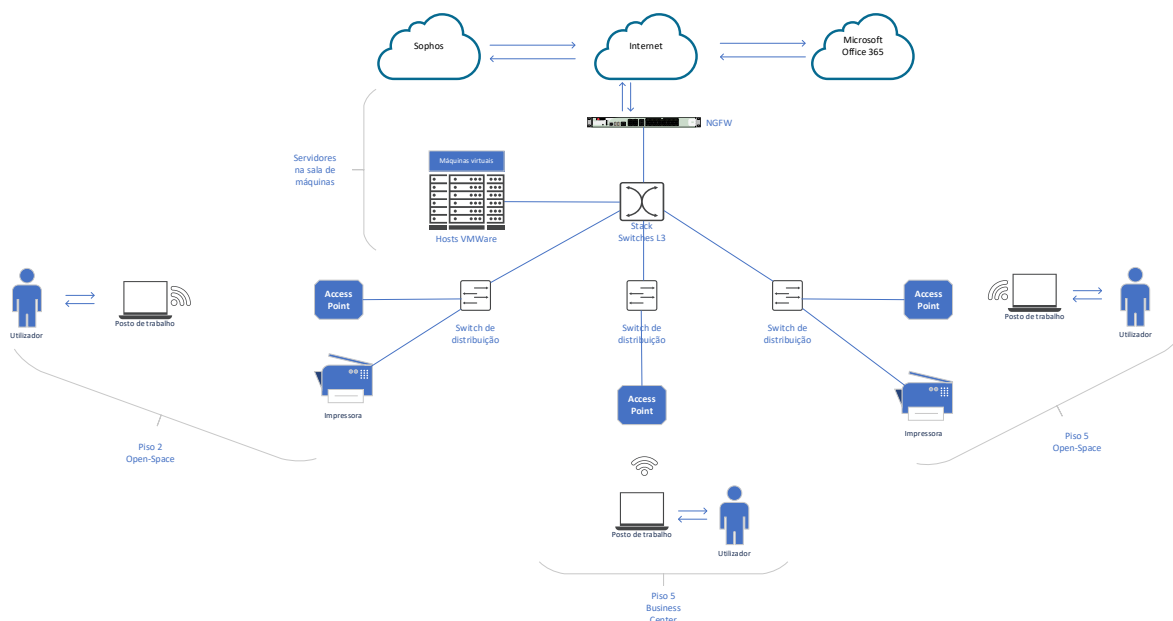 Sophos
Internet
Microsoft
Office 365
NGFW
Servidores
na sala de
máquinas
Máquinas virtuais
Hosts VMWare
Stack
Switches L3
Access
Point
Access
Point
Utilizador
Posto de trabalho
Switch de
distribuição
Switch de
distribuição
Switch de
distribuição
Posto de trabalho
Utilizador
Impressora
Access
Point
Impressora
Piso 2
Open-Space
Piso 5
Open-Space
Posto de trabalho
Utilizador
Piso 5
Business
Center